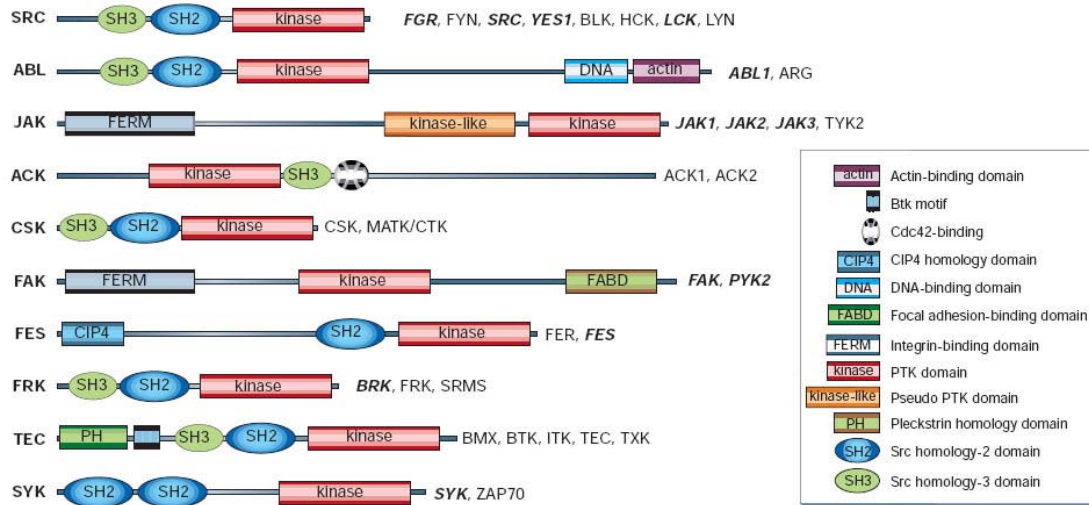 SRC SH3 SH2 kinase FGR, FYN, SRC, YES1, BLK, HCK, LCK, LYN
ABL SH3 SH2 kinase DNA actin ABL1, ARG
JAK FERM kinase-like kinase JAK1, JAK2, JAK3, TYK2
ACK kinase SH3 ACK1, ACK2
CSK SH3 SH2 kinase CSK, MATK/CTK
FAK FERM kinase FABD FAK, PYK2
FES CIP4 SH2 kinase FER, FES
FRK SH3 SH2 kinase BRK, FRK, SRMS
TEC PH SH3 SH2 kinase BMX, BTK, ITK, TEC, TXK
SYK SH2 SH2 kinase SYK, ZAP70
actin Actin-binding domain
Btk motif
Cdc42-binding
CIP4 CIP4 homology domain
DNA DNA-binding domain
FABD Focal adhesion-binding domain
FERM Integrin-binding domain
kinase PTK domain
kinase-like Pseudo PTK domain
PH Pleckstrin homology domain
SH2 Src homology-2 domain
SH3 Src homology-3 domain